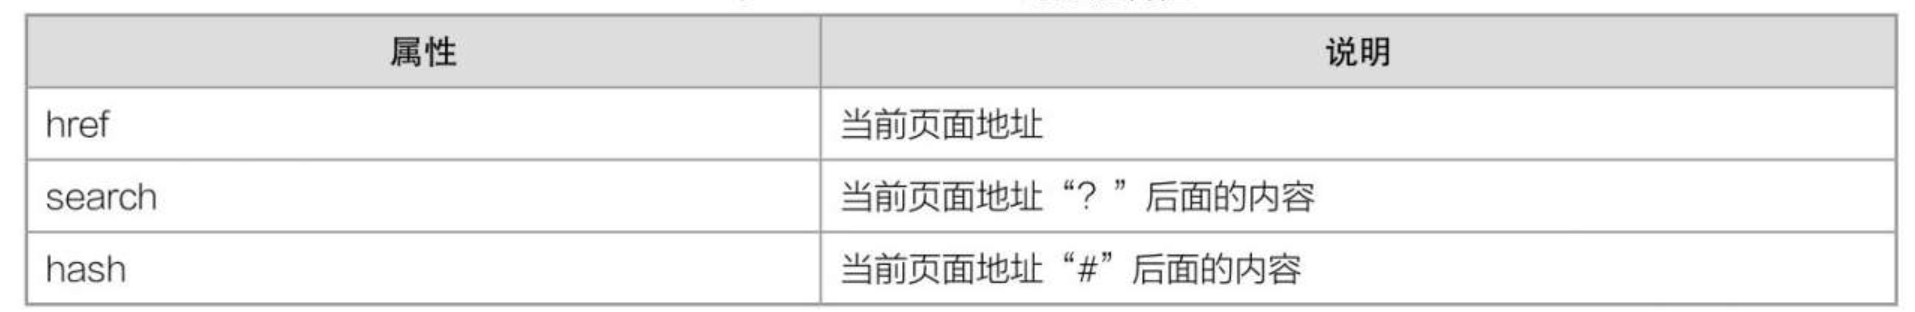 属性 说明
href 当前页面地址
search 当前页面地址“？”后面的内容
hash 当前页面地址“#”后面的内容